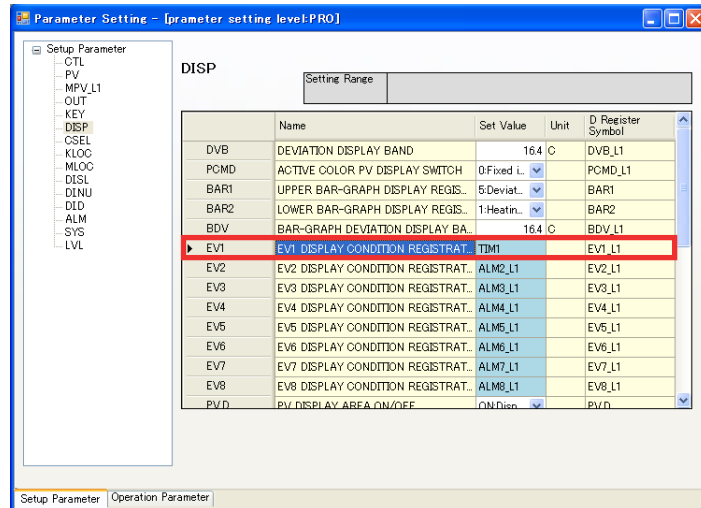 Parameter Setting - [prameter setting level:PRO]
Setup Parameter
CTL
PV
MPV_L1
OUT
KEY
DISP
CSEL
KLOC
MLOC
DISL
DINU
DID
ALM
SYS
LVL
DISP
Setting Range
Name Set Value Unit D Register Symbol
DVB DEVIATION DISPLAY BAND 16.4 C DVB_L1
PCMD ACTIVE COLOR PV DISPLAY SWITCH 0:Fixed i... PCMD_L1
BAR1 UPPER BAR-GRAPH DISPLAY REGIS... 5:Deviat... BAR1
BAR2 LOWER BAR-GRAPH DISPLAY REGIS... 1:Heatin... BAR2
BDV BAR-GRAPH DEVIATION DISPLAY BA... 16.4 C BDV_L1
EV1 EV1 DISPLAY CONDITION REGISTRAT... TIM1 EV1_L1
EV2 EV2 DISPLAY CONDITION REGISTRAT... ALM2_L1 EV2_L1
EV3 EV3 DISPLAY CONDITION REGISTRAT... ALM3_L1 EV3_L1
EV4 EV4 DISPLAY CONDITION REGISTRAT... ALM4_L1 EV4_L1
EV5 EV5 DISPLAY CONDITION REGISTRAT... ALM5_L1 EV5_L1
EV6 EV6 DISPLAY CONDITION REGISTRAT... ALM6_L1 EV6_L1
EV7 EV7 DISPLAY CONDITION REGISTRAT... ALM7_L1 EV7_L1
EV8 EV8 DISPLAY CONDITION REGISTRAT... ALM8_L1 EV8_L1
PV.D PV DISPLAY AREA ON/OFF ON:Disp... PV.D
Setup Parameter Operation Parameter